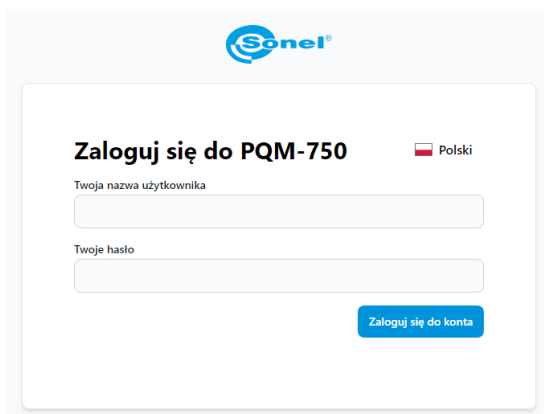 Sonel®
Zaloguj się do PQM-750
Polski
Twoja nazwa użytkownika
Twoje hasło
Zaloguj się do konta